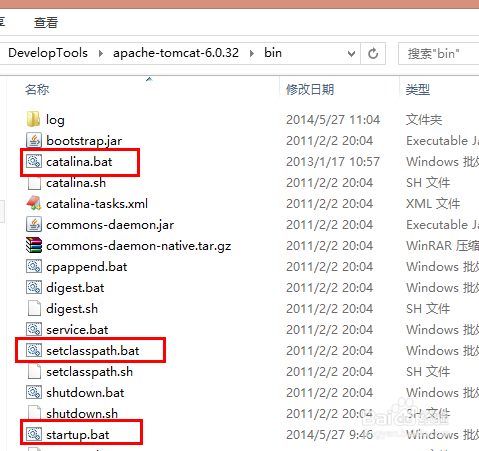 享 查看
DevelopTools ▸ apache-tomcat-6.0.32 ▸ bin 搜索"bin"
名称 修改日期 类型
log 2014/5/27 11:04 文件夹
bootstrap.jar 2011/2/2 20:04 Executable Ja
catalina.bat 2013/1/17 10:57 Windows 批处
catalina.sh 2011/2/2 20:04 SH 文件
catalina-tasks.xml 2011/2/2 20:04 XML 文件
commons-daemon.jar 2011/2/2 20:04 Executable Ja
commons-daemon-native.tar.gz 2011/2/2 20:04 WinRAR 压缩
cpappend.bat 2011/2/2 20:04 Windows 批处
digest.bat 2011/2/2 20:04 Windows 批处
digest.sh 2011/2/2 20:04 SH 文件
service.bat 2011/2/2 20:04 Windows 批处
setclasspath.bat 2011/2/2 20:04 Windows 批处
setclasspath.sh 2011/2/2 20:04 SH 文件
shutdown.bat 2011/2/2 20:04 Windows 批处
shutdown.sh 2011/2/2 20:04 SH 文件
startup.bat 2014/5/27 9:46 Windows 批处